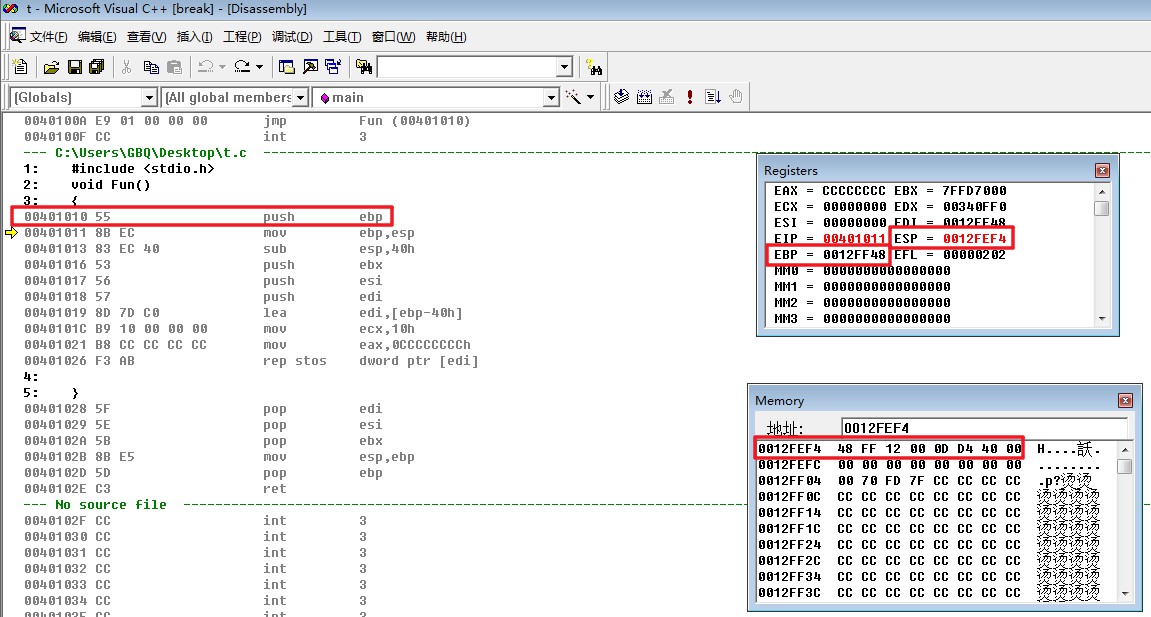 t - Microsoft Visual C++ [break] - [Disassembly]
文件(F) 编辑(E) 查看(V) 插入(I) 工程(P) 调试(D) 工具(T) 窗口(W) 帮助(H)
(Globals) (All global members main
0040100A E9 01 00 00 00 jmp Fun (00401010)
0040100F CC int 3
--- C:\Users\GBQ\Desktop\t.c
1: #include <stdio.h>
2: void Fun()
3: {
00401010 55 push ebp
00401011 8B EC mov ebp,esp
00401013 83 EC 40 sub esp,40h
00401016 53 push ebx
00401017 56 push esi
00401018 57 push edi
00401019 8D 7D C0 lea edi,[ebp-40h]
0040101C B9 10 00 00 00 mov ecx,10h
00401021 B8 CC CC CC CC mov eax,0CCCCCCCCh
00401026 F3 AB rep stos dword ptr [edi]
4:
5: }
00401028 5F pop edi
00401029 5E pop esi
0040102A 5B pop ebx
0040102B 8B E5 mov esp,ebp
0040102D 5D pop ebp
0040102E C3 ret
--- No source file
0040102F CC int 3
00401030 CC int 3
00401031 CC int 3
00401032 CC int 3
00401033 CC int 3
00401034 CC int 3
00401035 CC int 3
Registers
EAX = CCCCCCCC EBX = 7FFD7000
ECX = 00000000 EDX = 00340FF0
ESI = 00000000 EDI = 0012FF48
EIP = 00401011 ESP = 0012FEF4
EBP = 0012FF48 EFL = 00000202
MM0 = 0000000000000000
MM1 = 0000000000000000
MM2 = 0000000000000000
MM3 = 0000000000000000
Memory
地址: 0012FEF4
0012FEF4 48 FF 12 00 0D D4 40 00 H....訞.
0012FEFC 00 00 00 00 00 00 00 00 ........
0012FF04 00 70 FD 7F CC CC CC CC .p?烫烫
0012FF0C CC CC CC CC CC CC CC CC 烫烫烫烫
0012FF14 CC CC CC CC CC CC CC CC 烫烫烫烫
0012FF1C CC CC CC CC CC CC CC CC 烫烫烫烫
0012FF24 CC CC CC CC CC CC CC CC 烫烫烫烫
0012FF2C CC CC CC CC CC CC CC CC 烫烫烫烫
0012FF34 CC CC CC CC CC CC CC CC 烫烫烫烫
0012FF3C CC CC CC CC CC CC CC CC 烫烫烫烫